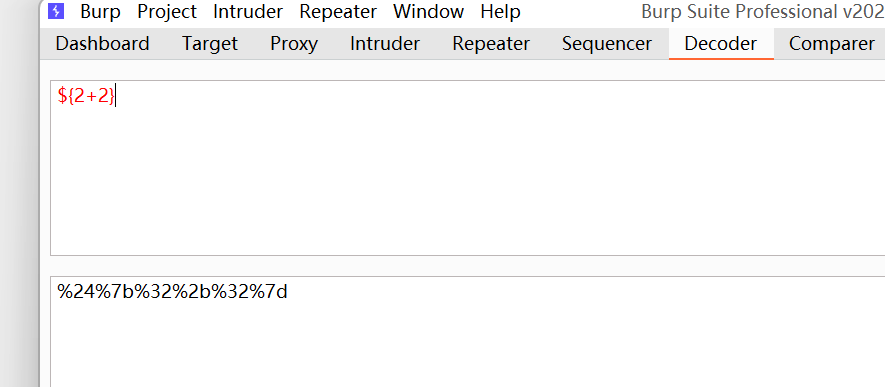 Burp Project Intruder Repeater Window Help Burp Suite Professional v202
Dashboard Target Proxy Intruder Repeater Sequencer Decoder Comparer
${2+2}
%24%7b%32%2b%32%7d